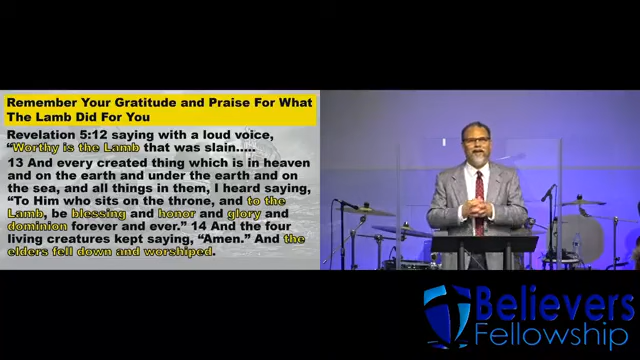 Remember Your Gratitude and Praise For What
The Lamb Did For You
Revelation 5:12 saying with a loud voice,
“Worthy is the Lamb that was slain.....
13 And every created thing which is in heaven
and on the earth and under the earth and on
the sea, and all things in them, I heard saying,
“To Him who sits on the throne, and to the
Lamb, be blessing and honor and glory and
dominion forever and ever.” 14 And the four
living creatures kept saying, “Amen.” And the
elders fell down and worshiped.
Believers
Fellowship